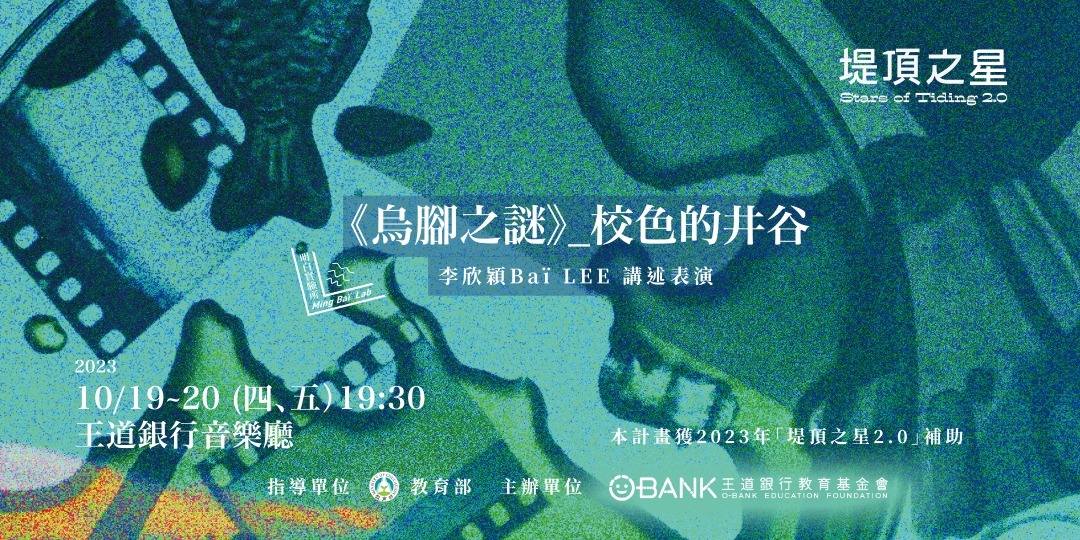 堤頂之星
Stars of Tiding 2.0
《烏腳之謎》_校色的井谷
李欣穎Baï LEE 講述表演
明白實驗所
Ming Baï Lab
2023
10/19~20 (四、五)19:30
王道銀行音樂廳
本計畫獲2023年「堤頂之星2.0」補助
指導單位 教育部 主辦單位 O-BANK 王道銀行教育基金會
O-BANK EDUCATION FOUNDATION